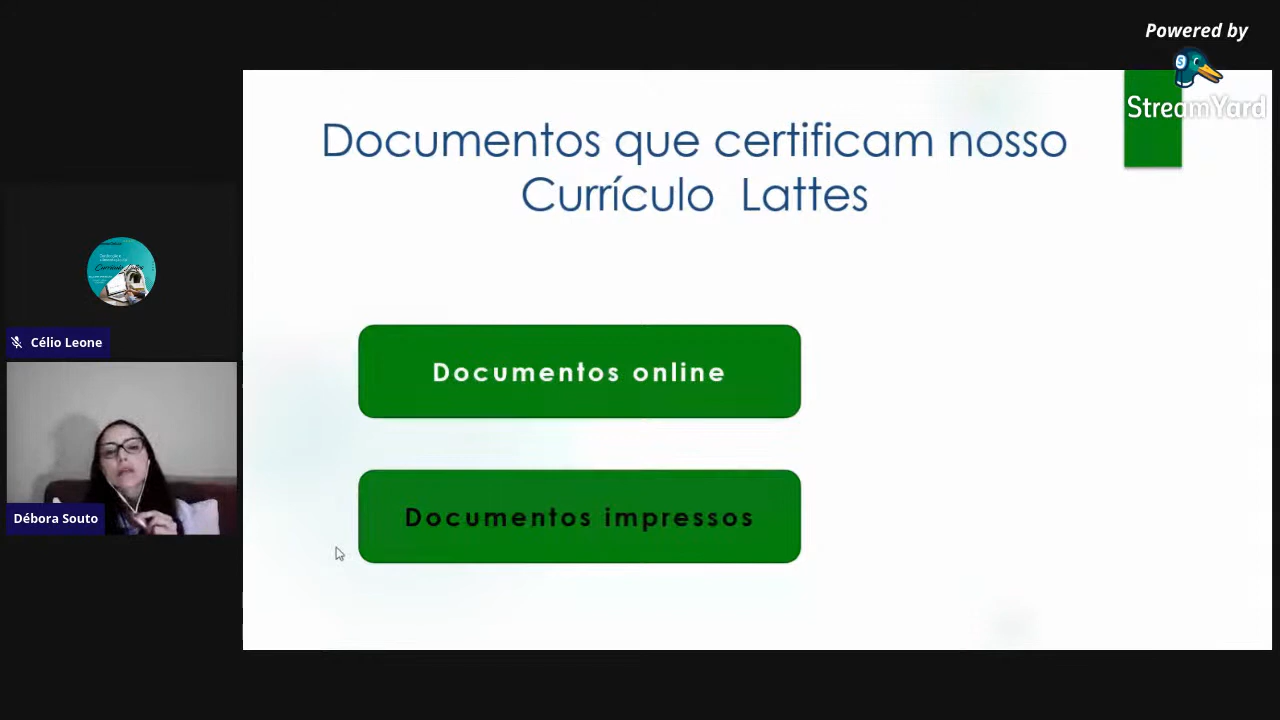 Powered by
StreamYard
Documentos que certificam nosso
Currículo Lattes
Documentos online
Documentos impressos
Célio Leone
Débora Souto